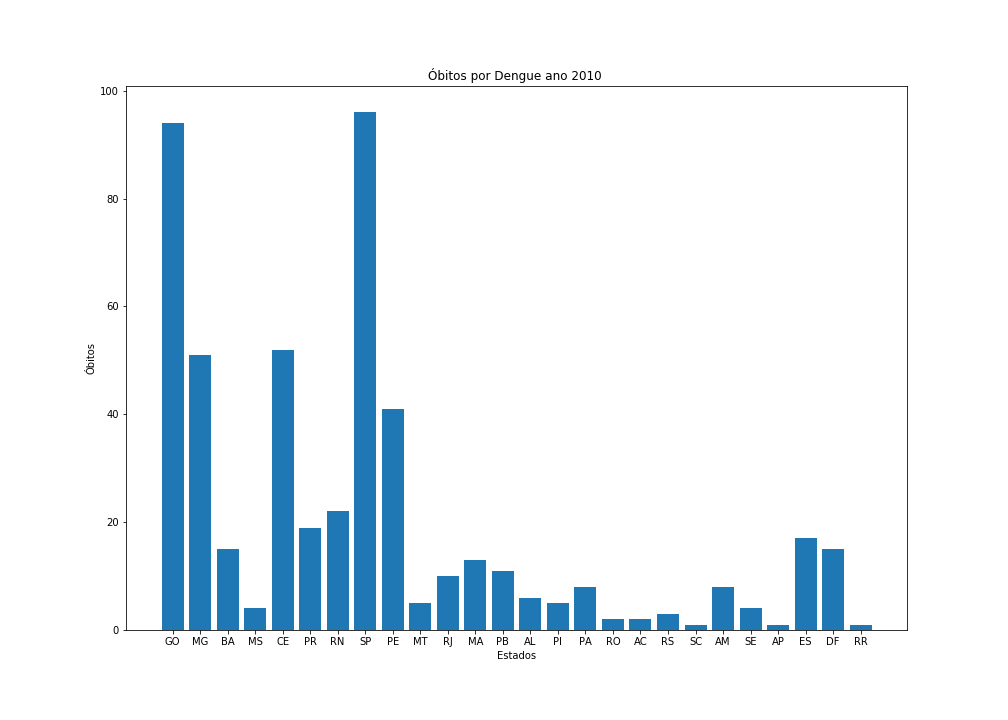 Óbitos por Dengue ano 2010
100
80
60
40
20
0
Óbitos
GO MG BA MS CE PR RN SP PE MT RJ MA PB AL PI PA RO AC RS SC AM SE AP ES DF RR
Estados